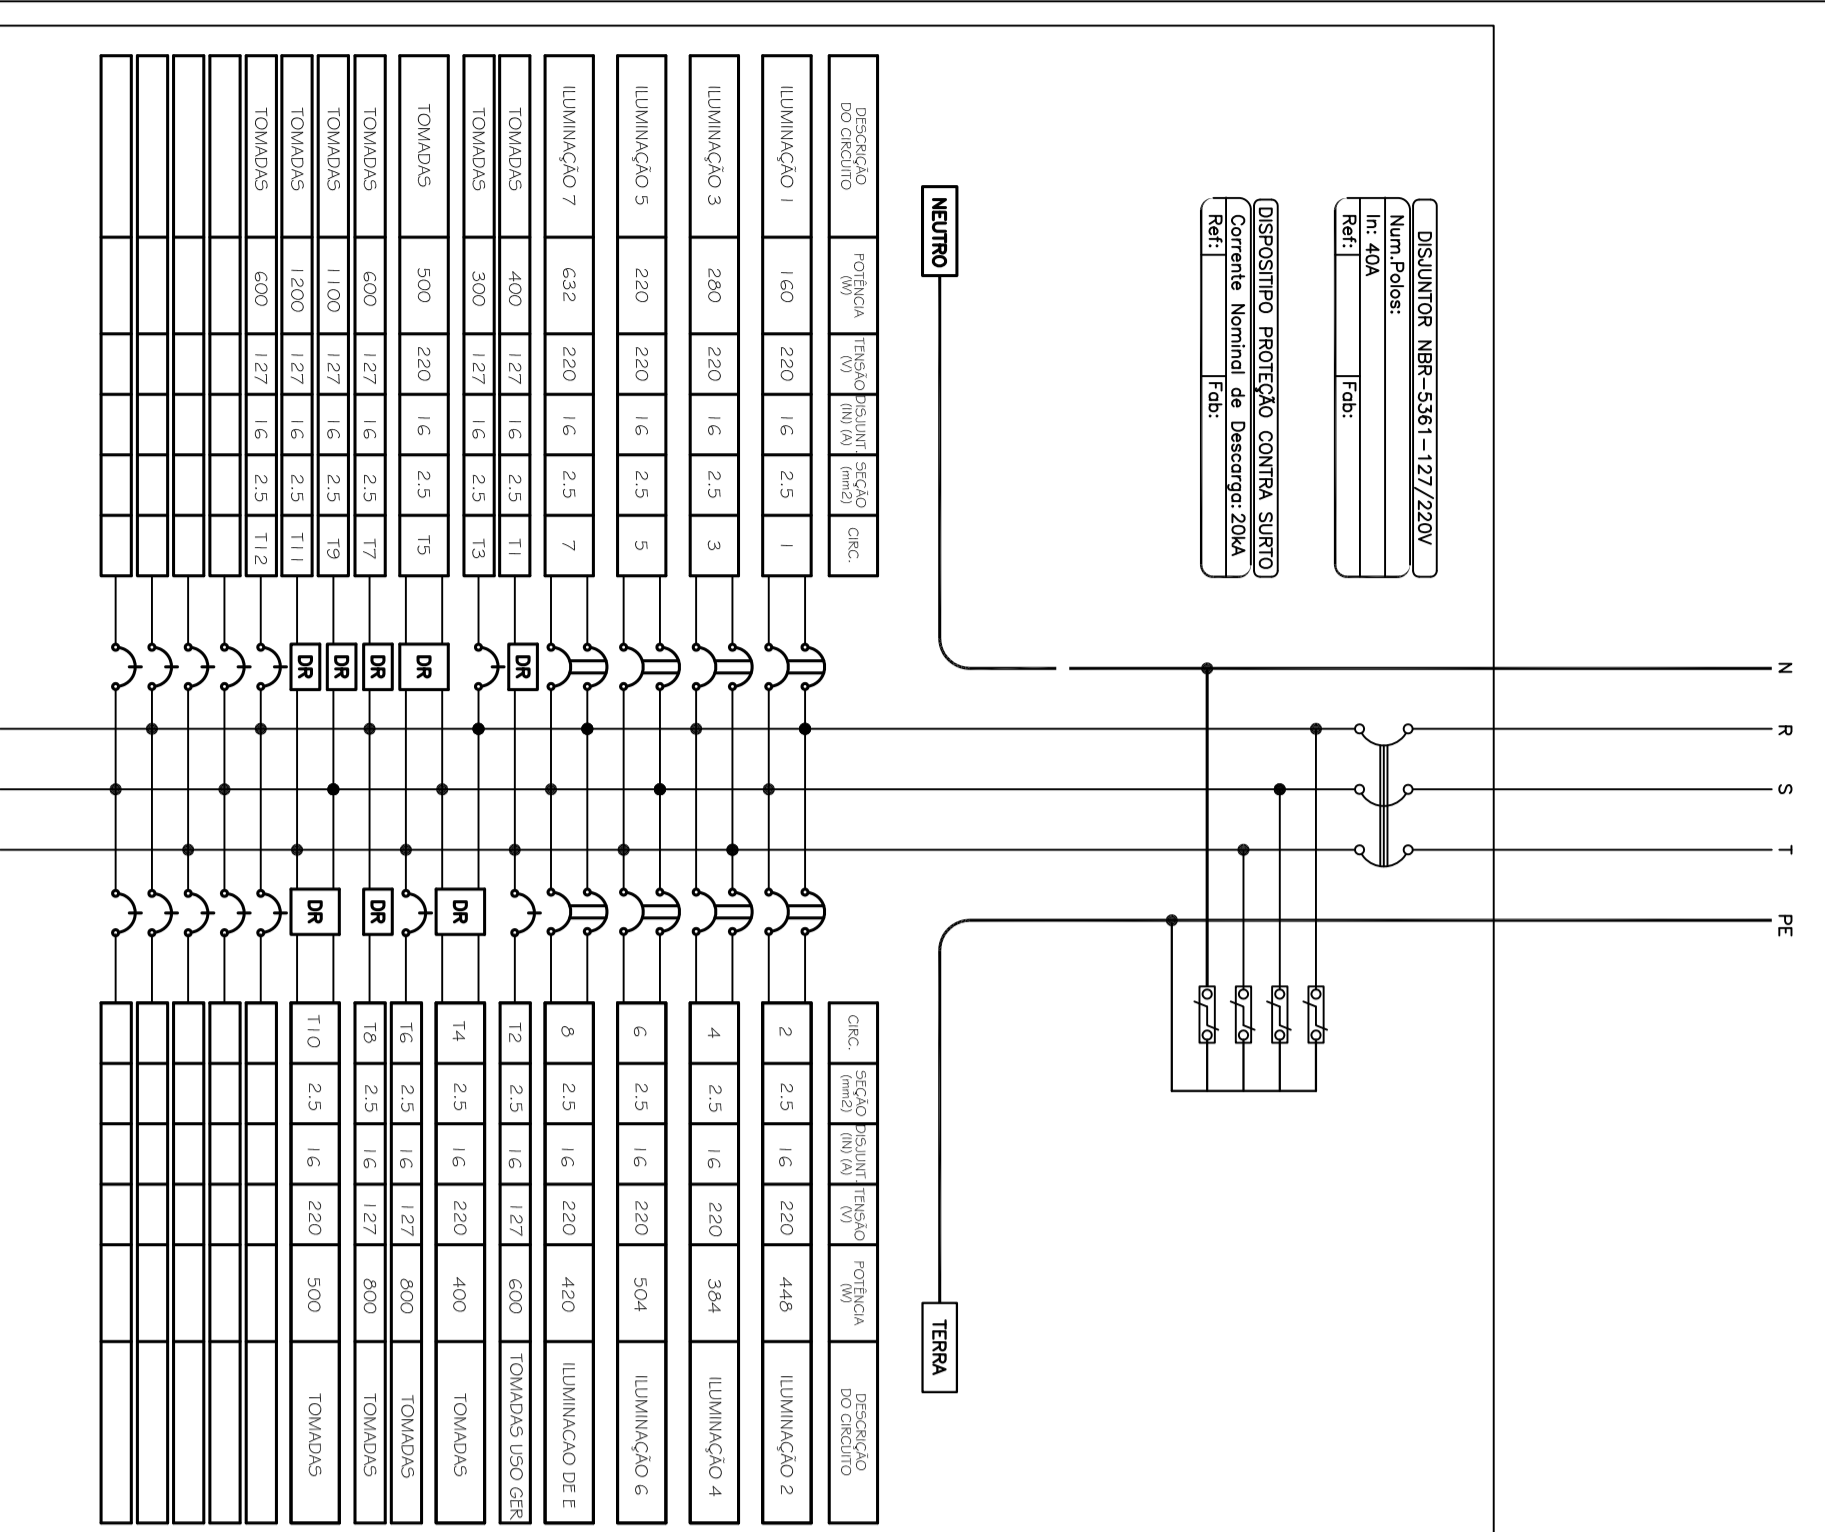 N R S T PE
DISJUNTOR NBR-5361-127/220V
Num.Polos:
In: 40A
Ref: Fab:
DISPOSITIPO PROTEÇÃO CONTRA SURTO
Corrente Nominal de Descarga: 20kA
Ref: Fab:
NEUTRO TERRA
DESCRIÇÃO DO CIRCUITO POTÊNCIA (W) TENSÃO (V) DISJUNT. (IN) (A) SEÇÃO (mm2) CIRC.
ILUMINAÇÃO 1 160 220 16 2.5 1
ILUMINAÇÃO 3 280 220 16 2.5 3
ILUMINAÇÃO 5 220 220 16 2.5 5
ILUMINAÇÃO 7 632 220 16 2.5 7
TOMADAS 400 127 16 2.5 T1 DR
TOMADAS 300 127 16 2.5 T3
TOMADAS 500 220 16 2.5 T5 DR
TOMADAS 600 127 16 2.5 T7 DR
TOMADAS 1100 127 16 2.5 T9 DR
TOMADAS 1200 127 16 2.5 T11 DR
TOMADAS 600 127 16 2.5 T12
CIRC. SEÇÃO (mm2) DISJUNT. (IN) (A) TENSÃO (V) POTÊNCIA (W) DESCRIÇÃO DO CIRCUITO
2 2.5 16 220 448 ILUMINAÇÃO 2
4 2.5 16 220 384 ILUMINAÇÃO 4
6 2.5 16 220 504 ILUMINAÇÃO 6
8 2.5 16 220 420 ILUMINACAO DE E
T2 2.5 16 127 600 TOMADAS USO GER
DR T4 2.5 16 220 400 TOMADAS
T6 2.5 16 127 800 TOMADAS
DR T8 2.5 16 127 800 TOMADAS
DR T10 2.5 16 220 500 TOMADAS